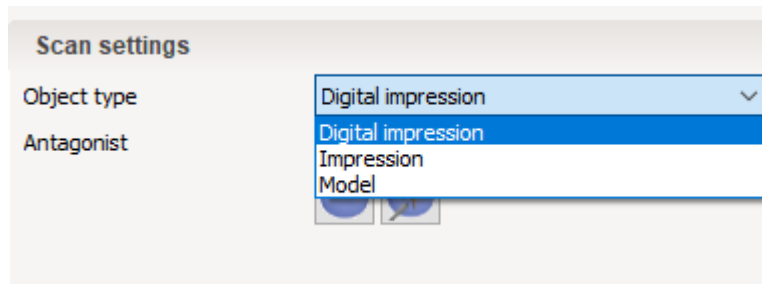 Scan settings
Object type
Digital impression
Antagonist
Digital impression
Impression
Model